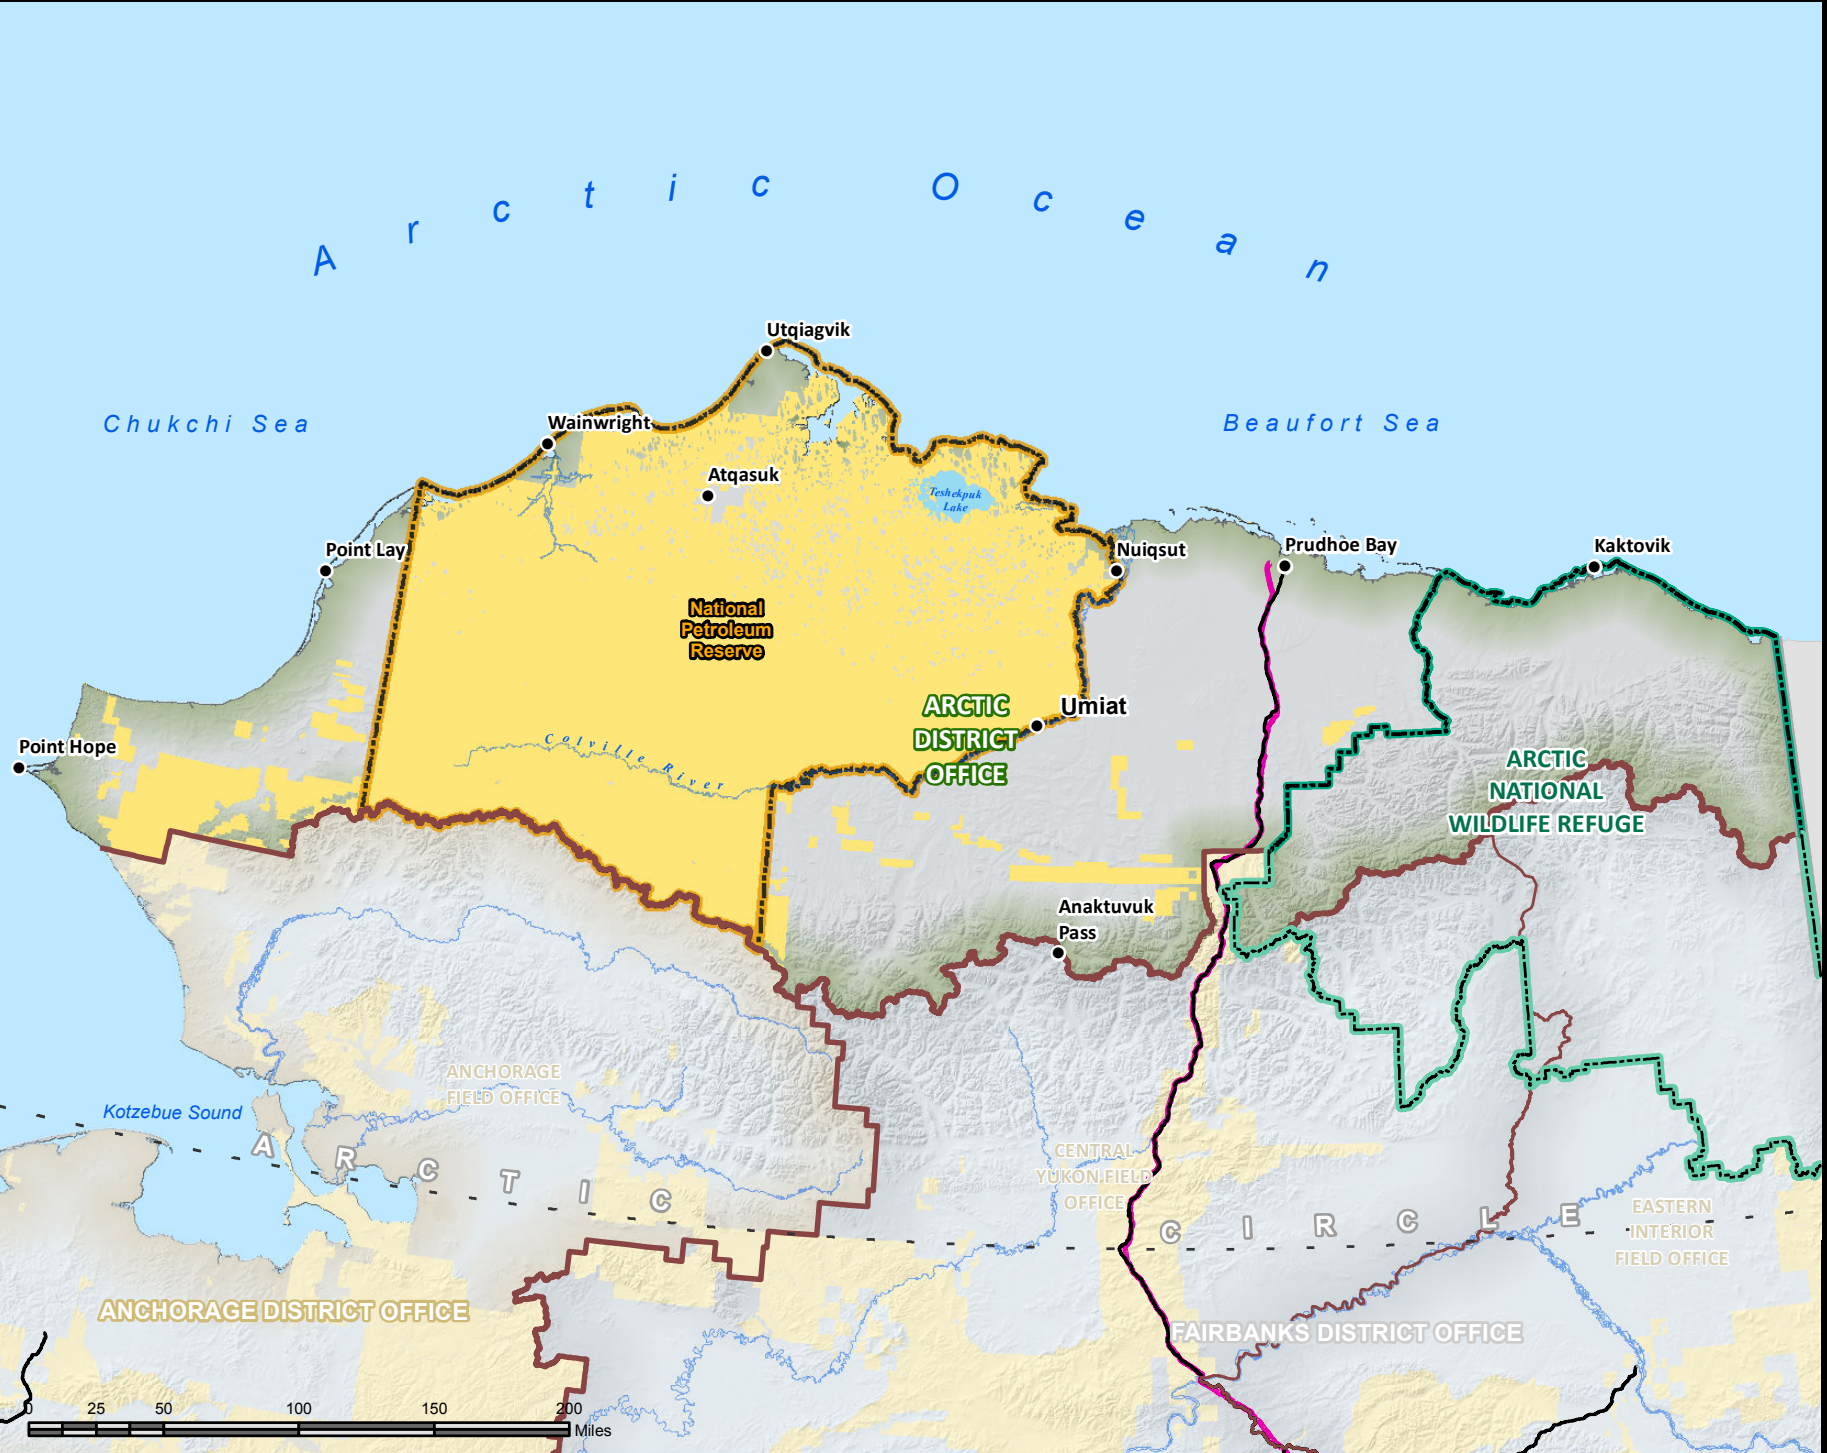 Arctic Ocean
Utqiagvik
Chukchi Sea
Wainwright
Beaufort Sea
Atqasuk
Teshekpuk
Lake
Point Lay
Nuiqsut
Prudhoe Bay
Kaktovik
National
Petroleum
Reserve
ARCTIC
DISTRICT
OFFICE
Umiat
Point Hope
Colville River
ARCTIC
NATIONAL
WILDLIFE REFUGE
Anaktuvuk
Pass
ANCHORAGE
FIELD OFFICE
Kotzebue Sound
ARCTIC CIRCLE
CENTRAL
YUKON FIELD
OFFICE
EASTERN
INTERIOR
FIELD OFFICE
ANCHORAGE DISTRICT OFFICE
FAIRBANKS DISTRICT OFFICE
0 25 50 100 150 200
Miles